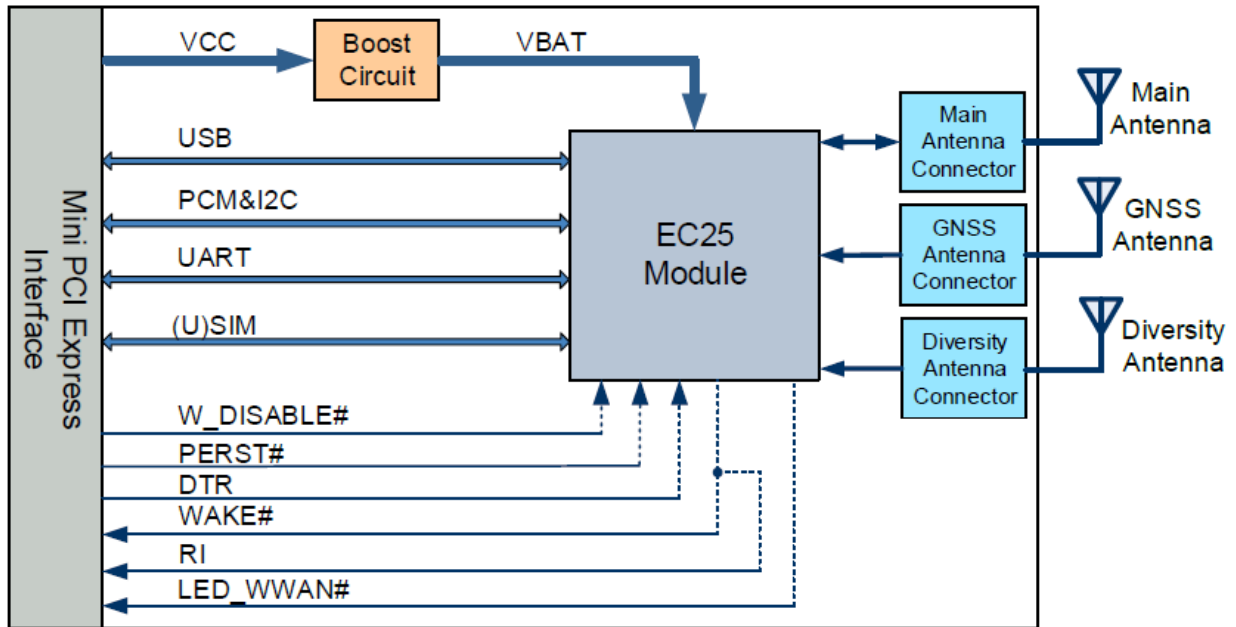 VCC
Boost
Circuit
VBAT
USB
PCM&I2C
UART
(U)SIM
W_DISABLE#
PERST#
DTR
WAKE#
RI
LED_WWAN#
Mini PCI Express
Interface
EC25
Module
Main
Antenna
Connector
Main
Antenna
GNSS
Antenna
Connector
GNSS
Antenna
Diversity
Antenna
Connector
Diversity
Antenna